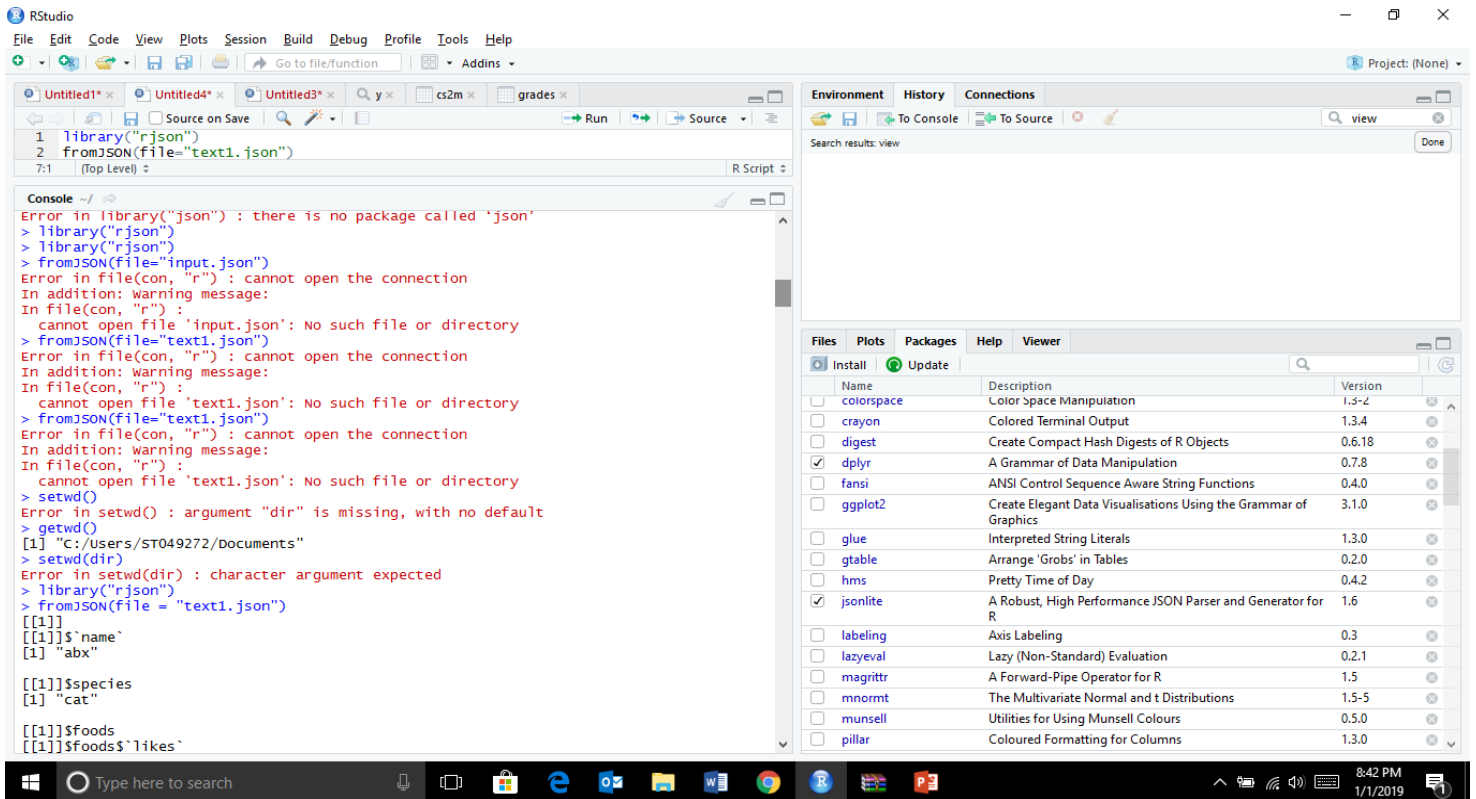 RStudio
File Edit Code View Plots Session Build Debug Profile Tools Help
Go to file/function Addins Project: (None)
Untitled1* Untitled4* Untitled3* y cs2m grades
Source on Save Run Source
1 library("rjson")
2 fromJSON(file="text1.json")
7:1 (Top Level) R Script
Console ~/
Error in library("json") : there is no package called ‘json’
> library("rjson")
> library("rjson")
> fromJSON(file="input.json")
Error in file(con, "r") : cannot open the connection
In addition: Warning message:
In file(con, "r") :
cannot open file 'input.json': No such file or directory
> fromJSON(file="text1.json")
Error in file(con, "r") : cannot open the connection
In addition: Warning message:
In file(con, "r") :
cannot open file 'text1.json': No such file or directory
> fromJSON(file="text1.json")
Error in file(con, "r") : cannot open the connection
In addition: Warning message:
In file(con, "r") :
cannot open file 'text1.json': No such file or directory
> setwd()
Error in setwd() : argument "dir" is missing, with no default
> getwd()
[1] "C:/Users/ST049272/Documents"
> setwd(dir)
Error in setwd(dir) : character argument expected
> library("rjson")
> fromJSON(file = "text1.json")
[[1]]
[[1]]$`name`
[1] "abx"
[[1]]$species
[1] "cat"
[[1]]$foods
[[1]]$foods$`likes`
Environment History Connections
To Console To Source view
Search results: view Done
Files Plots Packages Help Viewer
Install Update
Name Description Version
colorspace Color Space Manipulation 1.3-2
crayon Colored Terminal Output 1.3.4
digest Create Compact Hash Digests of R Objects 0.6.18
dplyr A Grammar of Data Manipulation 0.7.8
fansi ANSI Control Sequence Aware String Functions 0.4.0
ggplot2 Create Elegant Data Visualisations Using the Grammar of 3.1.0
Graphics
glue Interpreted String Literals 1.3.0
gtable Arrange 'Grobs' in Tables 0.2.0
hms Pretty Time of Day 0.4.2
jsonlite A Robust, High Performance JSON Parser and Generator for 1.6
R
labeling Axis Labeling 0.3
lazyeval Lazy (Non-Standard) Evaluation 0.2.1
magrittr A Forward-Pipe Operator for R 1.5
mnormt The Multivariate Normal and t Distributions 1.5-5
munsell Utilities for Using Munsell Colours 0.5.0
pillar Coloured Formatting for Columns 1.3.0
Type here to search
8:42 PM
1/1/2019